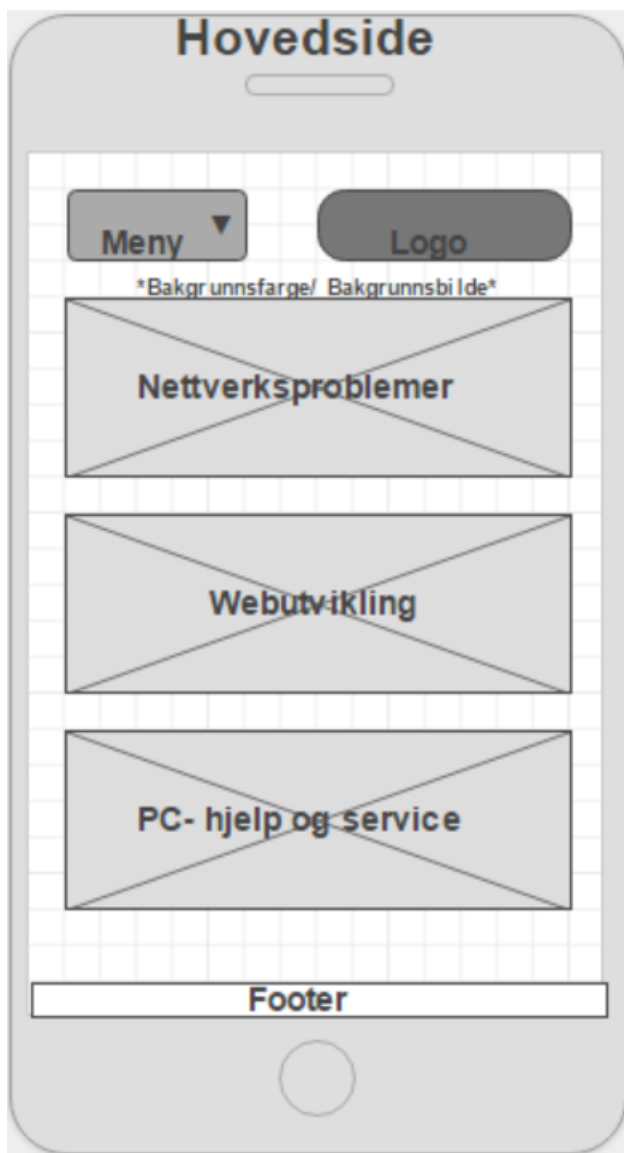 Hovedside
Meny ▼ Logo
*Bakgrunnsfarge/ Bakgrunnsbilde*
Nettverksproblemer
Webutvikling
PC- hjelp og service
Footer